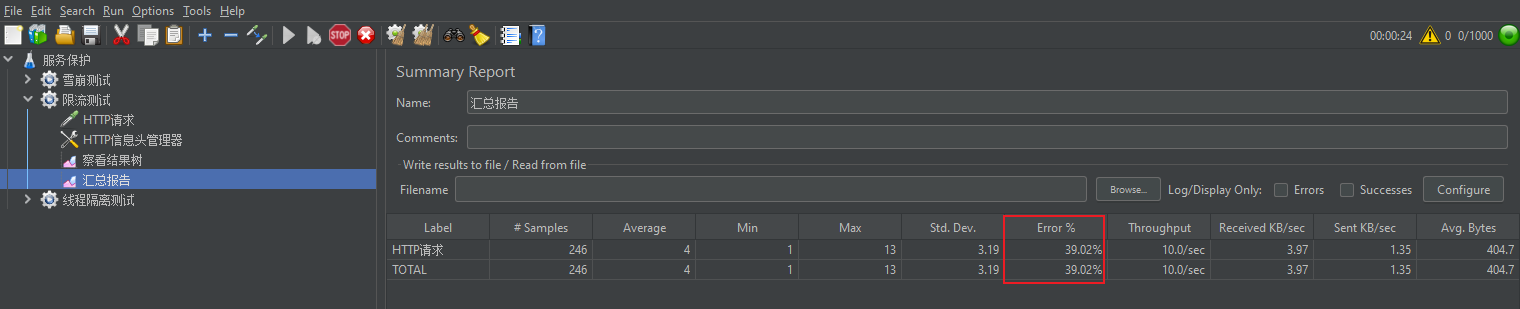 File Edit Search Run Options Tools Help
STOP
00:00:24 0 0/1000
服务保护
雪崩测试
限流测试
HTTP请求
HTTP信息头管理器
察看结果树
汇总报告
线程隔离测试
Summary Report
Name: 汇总报告
Comments:
Write results to file / Read from file
Filename Browse... Log/Display Only: Errors Successes Configure
Label # Samples Average Min Max Std. Dev. Error % Throughput Received KB/sec Sent KB/sec Avg. Bytes
HTTP请求 246 4 1 13 3.19 39.02% 10.0/sec 3.97 1.35 404.7
TOTAL 246 4 1 13 3.19 39.02% 10.0/sec 3.97 1.35 404.7